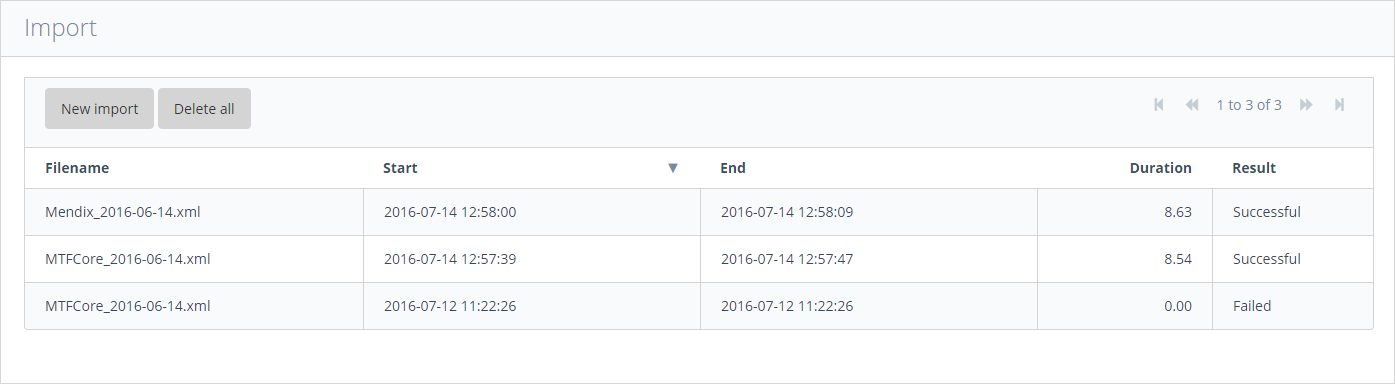 Import
New import Delete all 1 to 3 of 3
Filename Start ▼ End Duration Result
Mendix_2016-06-14.xml 2016-07-14 12:58:00 2016-07-14 12:58:09 8.63 Successful
MTFCore_2016-06-14.xml 2016-07-14 12:57:39 2016-07-14 12:57:47 8.54 Successful
MTFCore_2016-06-14.xml 2016-07-12 11:22:26 2016-07-12 11:22:26 0.00 Failed